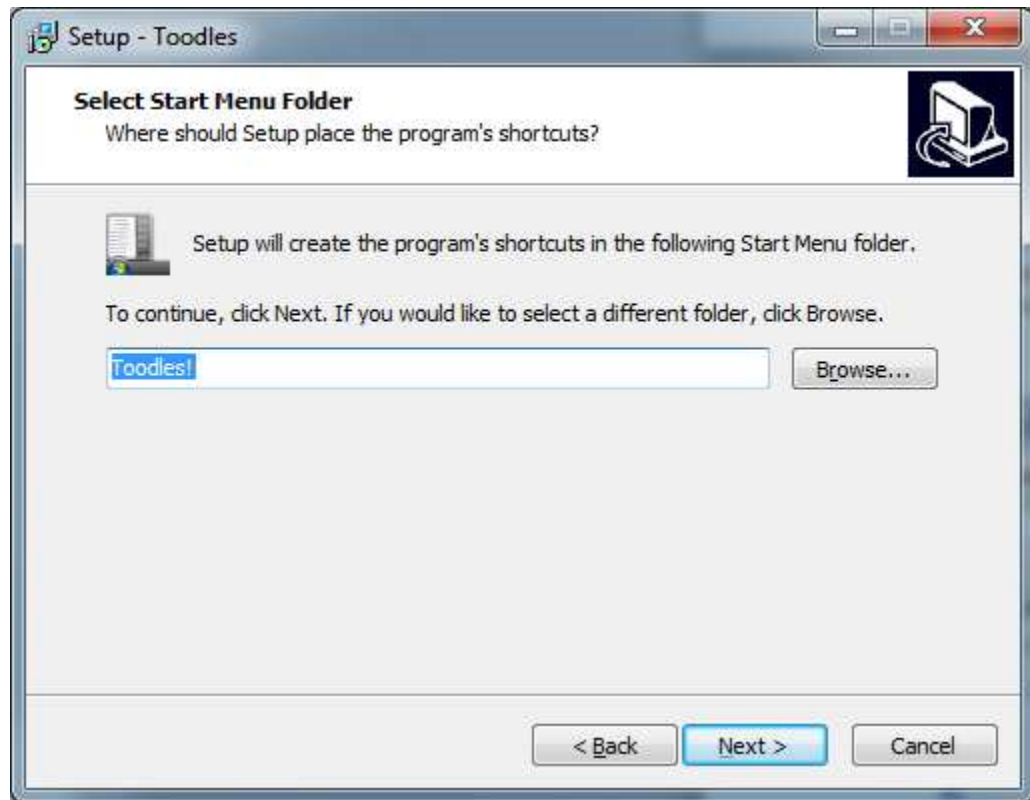 Setup - Toodles
Select Start Menu Folder
Where should Setup place the program's shortcuts?
Setup will create the program's shortcuts in the following Start Menu folder.
To continue, click Next. If you would like to select a different folder, click Browse.
Toodles!
Browse...
< Back
Next >
Cancel